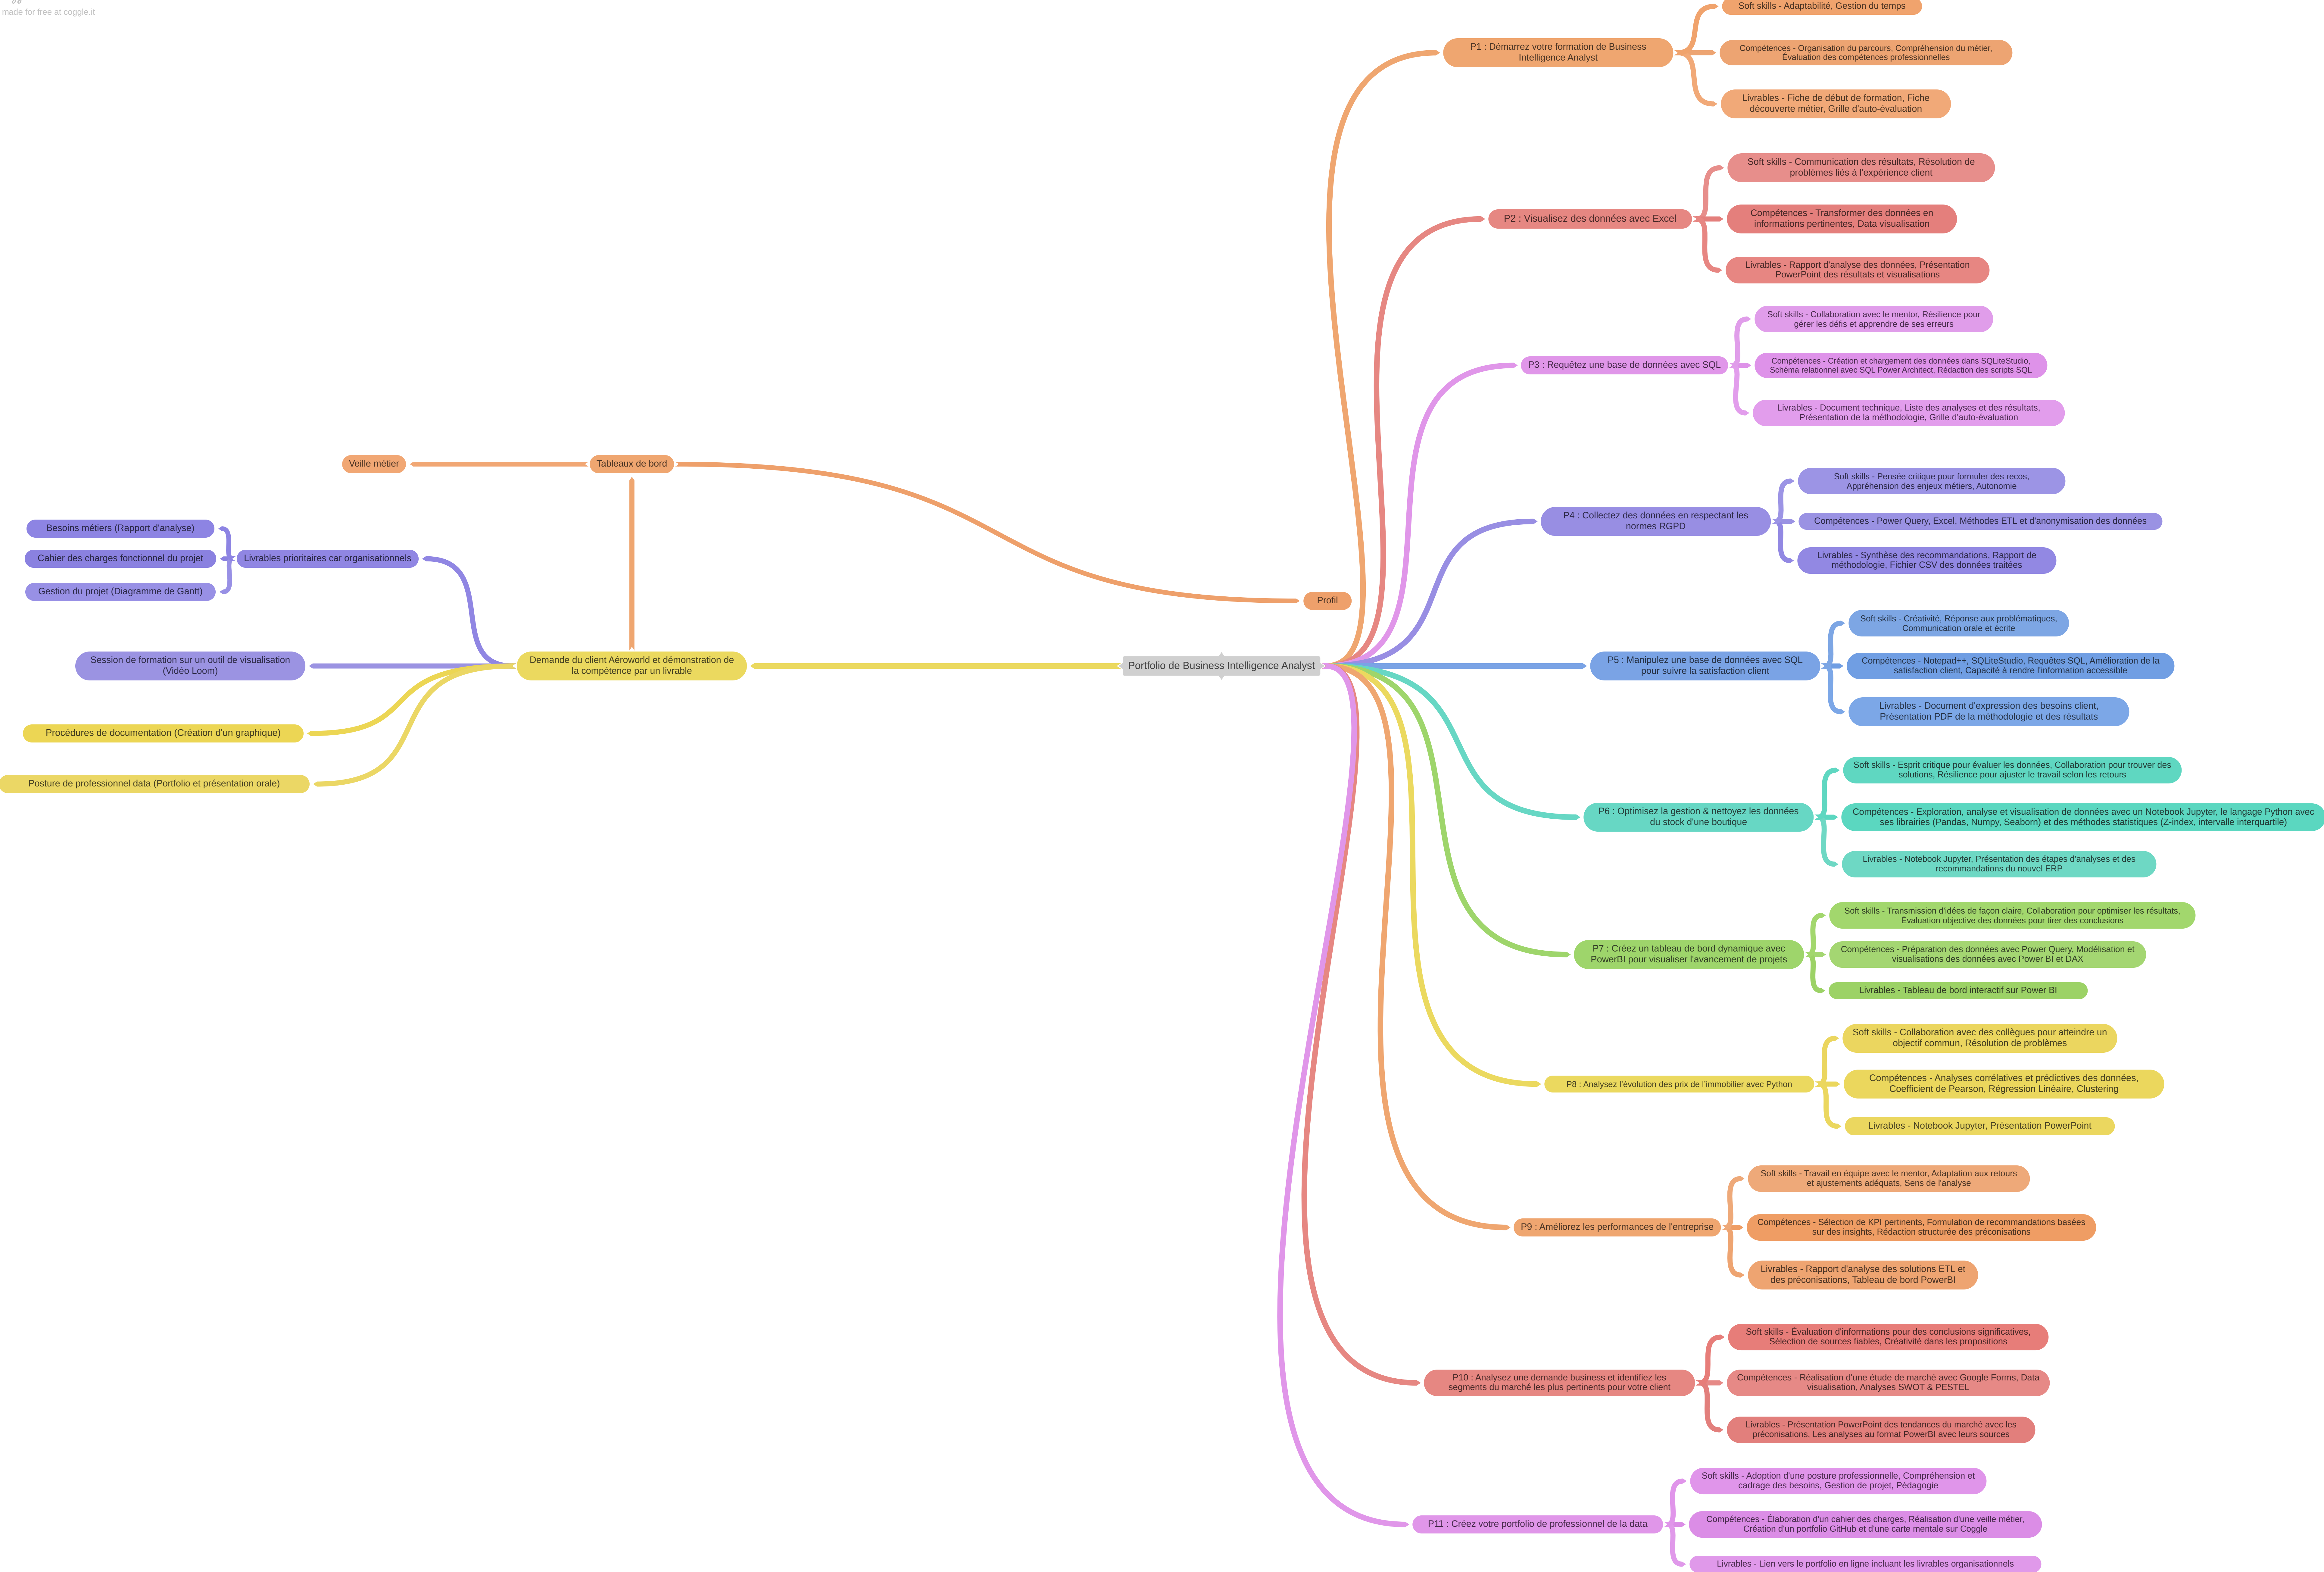 made for free at coggle.it
Soft skills - Adaptabilité, Gestion du temps
P1 : Démarrez votre formation de Business
Intelligence Analyst
Compétences - Organisation du parcours, Compréhension du métier,
Évaluation des compétences professionnelles
Livrables - Fiche de début de formation, Fiche
découverte métier, Grille d'auto-évaluation
Soft skills - Communication des résultats, Résolution de
problèmes liés à l'expérience client
P2 : Visualisez des données avec Excel
Compétences - Transformer des données en
informations pertinentes, Data visualisation
Livrables - Rapport d'analyse des données, Présentation
PowerPoint des résultats et visualisations
Soft skills - Collaboration avec le mentor, Résilience pour
gérer les défis et apprendre de ses erreurs
P3 : Requêtez une base de données avec SQL
Compétences - Création et chargement des données dans SQLiteStudio,
Schéma relationnel avec SQL Power Architect, Rédaction des scripts SQL
Livrables - Document technique, Liste des analyses et des résultats,
Présentation de la méthodologie, Grille d'auto-évaluation
Veille métier
Tableaux de bord
Soft skills - Pensée critique pour formuler des recos,
Appréhension des enjeux métiers, Autonomie
P4 : Collectez des données en respectant les
normes RGPD
Compétences - Power Query, Excel, Méthodes ETL et d'anonymisation des données
Livrables - Synthèse des recommandations, Rapport de
méthodologie, Fichier CSV des données traitées
Besoins métiers (Rapport d'analyse)
Cahier des charges fonctionnel du projet
Livrables prioritaires car organisationnels
Gestion du projet (Diagramme de Gantt)
Profil
Soft skills - Créativité, Réponse aux problématiques,
Communication orale et écrite
Session de formation sur un outil de visualisation
(Vidéo Loom)
Demande du client Aéroworld et démonstration de
la compétence par un livrable
Portfolio de Business Intelligence Analyst
P5 : Manipulez une base de données avec SQL
pour suivre la satisfaction client
Compétences - Notepad++, SQLiteStudio, Requêtes SQL, Amélioration de la
satisfaction client, Capacité à rendre l'information accessible
Livrables - Document d'expression des besoins client,
Présentation PDF de la méthodologie et des résultats
Procédures de documentation (Création d'un graphique)
Posture de professionnel data (Portfolio et présentation orale)
Soft skills - Esprit critique pour évaluer les données, Collaboration pour trouver des
solutions, Résilience pour ajuster le travail selon les retours
P6 : Optimisez la gestion & nettoyez les données
du stock d'une boutique
Compétences - Exploration, analyse et visualisation de données avec un Notebook Jupyter, le langage Python avec
ses librairies (Pandas, Numpy, Seaborn) et des méthodes statistiques (Z-index, intervalle interquartile)
Livrables - Notebook Jupyter, Présentation des étapes d'analyses et des
recommandations du nouvel ERP
Soft skills - Transmission d'idées de façon claire, Collaboration pour optimiser les résultats,
Évaluation objective des données pour tirer des conclusions
P7 : Créez un tableau de bord dynamique avec
PowerBI pour visualiser l'avancement de projets
Compétences - Préparation des données avec Power Query, Modélisation et
visualisations des données avec Power BI et DAX
Livrables - Tableau de bord interactif sur Power BI
Soft skills - Collaboration avec des collègues pour atteindre un
objectif commun, Résolution de problèmes
P8 : Analysez l'évolution des prix de l'immobilier avec Python
Compétences - Analyses corrélatives et prédictives des données,
Coefficient de Pearson, Régression Linéaire, Clustering
Livrables - Notebook Jupyter, Présentation PowerPoint
Soft skills - Travail en équipe avec le mentor, Adaptation aux retours
et ajustements adéquats, Sens de l'analyse
P9 : Améliorez les performances de l'entreprise
Compétences - Sélection de KPI pertinents, Formulation de recommandations basées
sur des insights, Rédaction structurée des préconisations
Livrables - Rapport d'analyse des solutions ETL et
des préconisations, Tableau de bord PowerBI
Soft skills - Évaluation d'informations pour des conclusions significatives,
Sélection de sources fiables, Créativité dans les propositions
P10 : Analysez une demande business et identifiez les
segments du marché les plus pertinents pour votre client
Compétences - Réalisation d'une étude de marché avec Google Forms, Data
visualisation, Analyses SWOT & PESTEL
Livrables - Présentation PowerPoint des tendances du marché avec les
préconisations, Les analyses au format PowerBI avec leurs sources
Soft skills - Adoption d'une posture professionnelle, Compréhension et
cadrage des besoins, Gestion de projet, Pédagogie
P11 : Créez votre portfolio de professionnel de la data
Compétences - Élaboration d'un cahier des charges, Réalisation d'une veille métier,
Création d'un portfolio GitHub et d'une carte mentale sur Coggle
Livrables - Lien vers le portfolio en ligne incluant les livrables organisationnels